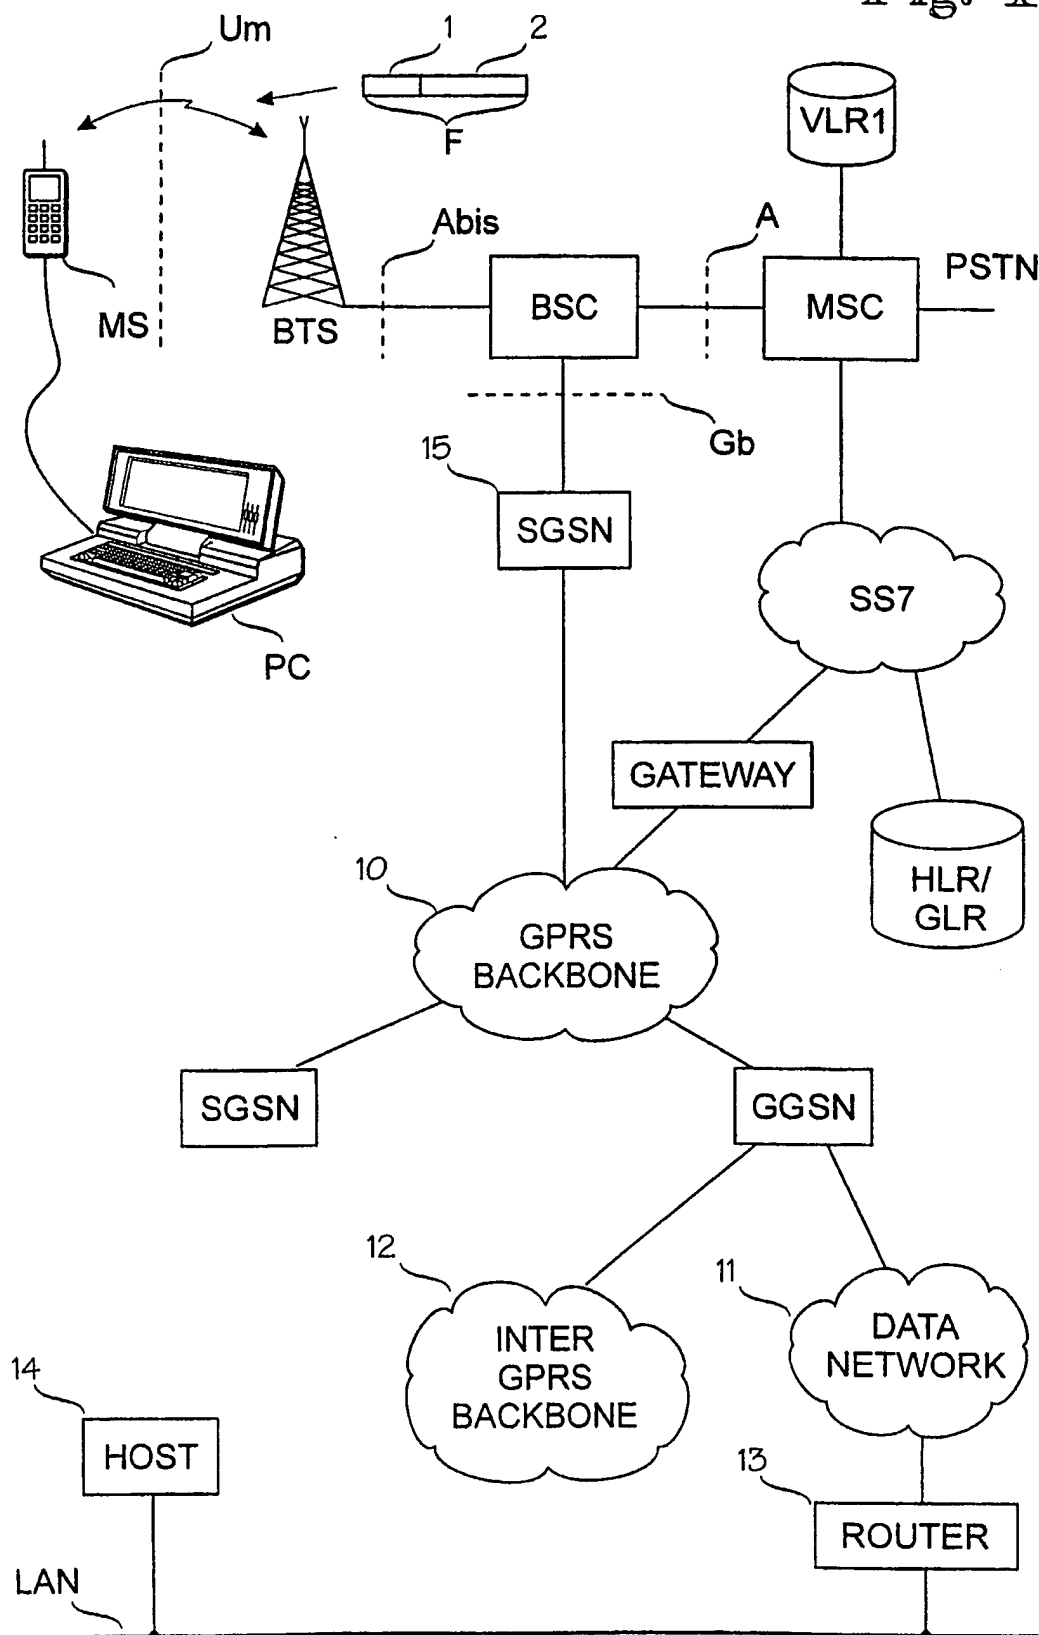 Fig. 1
Um
1
2
F
VLR1
Abis
A
PSTN
MS
BTS
BSC
MSC
Gb
15
SGSN
SS7
PC
GATEWAY
10
GPRS
BACKBONE
HLR/
GLR
SGSN
GGSN
12
INTER
GPRS
BACKBONE
11
DATA
NETWORK
14
HOST
13
ROUTER
LAN